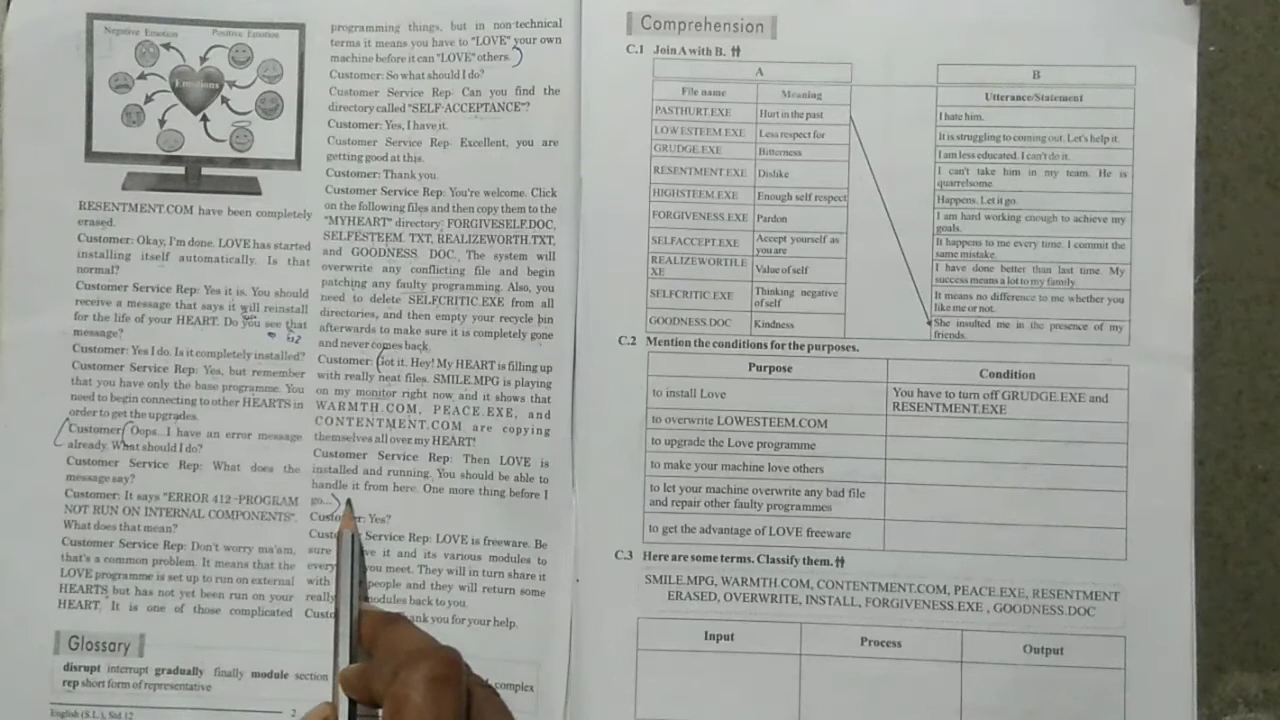 Negative Emotion Positive Emotion
Emotions
RESENTMENT.COM have been completely
erased.
Customer: Okay, I'm done. LOVE has started
installing itself automatically. Is that
normal?
Customer Service Rep: Yes it is. You should
receive a message that says it will reinstall
for the life of your HEART. Do you see that
message?
Customer: Yes I do. Is it completely installed?
Customer Service Rep: Yes, but remember
that you have only the base programme. You
need to begin connecting to other HEARTS in
order to get the upgrades.
Customer: Oops...I have an error message
already. What should I do?
Customer Service Rep: What does the
message say?
Customer: It says "ERROR 412 -PROGRAM
NOT RUN ON INTERNAL COMPONENTS".
What does that mean?
Customer Service Rep: Don't worry ma'am,
that's a common problem. It means that the
LOVE programme is set up to run on external
HEARTS but has not yet been run on your
HEART. It is one of those complicated
programming things, but in non-technical
terms it means you have to "LOVE" your own
machine before it can "LOVE" others.
Customer: So what should I do?
Customer Service Rep: Can you find the
directory called "SELF-ACCEPTANCE"?
Customer: Yes, I have it.
Customer Service Rep: Excellent, you are
getting good at this.
Customer: Thank you.
Customer Service Rep: You're welcome. Click
on the following files and then copy them to the
"MYHEART" directory: FORGIVESELF.DOC,
SELFESTEEM. TXT, REALIZEWORTH.TXT,
and GOODNESS. DOC. The system will
overwrite any conflicting file and begin
patching any faulty programming. Also, you
need to delete SELFCRITIC.EXE from all
directories, and then empty your recycle bin
afterwards to make sure it is completely gone
and never comes back.
Customer: Got it. Hey! My HEART is filling up
with really neat files. SMILE.MPG is playing
on my monitor right now and it shows that
WARMTH.COM, PEACE.EXE, and
CONTENTMENT.COM are copying
themselves all over my HEART!
Customer Service Rep: Then LOVE is
installed and running. You should be able to
handle it from here. One more thing before I
go...
Customer: Yes?
Service Rep: LOVE is freeware. Be
sure it and its various modules to
every you meet. They will in turn share it
with people and they will return some
really modules back to you.
thank you for your help.
Glossary
disrupt interrupt gradually finally module section complex
rep short form of representative
English (S.L.), Std.12
2
Comprehension
C.1 Join A with B.
A B
File name Meaning Utterance/Statement
PASTHURT.EXE Hurt in the past I hate him.
LOWESTEEM.EXE Less respect for It is struggling to coming out. Let's help it.
GRUDGE.EXE Bitterness I am less educated. I can't do it.
RESENTMENT.EXE Dislike I can't take him in my team. He is
quarrelsome.
HIGHSTEEM.EXE Enough self respect Happens. Let it go.
FORGIVENESS.EXE Pardon I am hard working enough to achieve my
goals.
SELFACCEPT.EXE Accept yourself as
you are It happens to me every time. I commit the
same mistake.
REALIZEWORTH.E
XE Value of self I have done better than last time. My
success means a lot to my family.
SELFCRITIC.EXE Thinking negative
of self It means no difference to me whether you
like me or not.
GOODNESS.DOC Kindness She insulted me in the presence of my
friends.
C.2 Mention the conditions for the purposes.
Purpose Condition
to install Love You have to turn off GRUDGE.EXE and
RESENTMENT.EXE
to overwrite LOWESTEEM.COM
to upgrade the Love programme
to make your machine love others
to let your machine overwrite any bad file
and repair other faulty programmes
to get the advantage of LOVE freeware
C.3 Here are some terms. Classify them.
SMILE.MPG, WARMTH.COM, CONTENTMENT.COM, PEACE.EXE, RESENTMENT
ERASED, OVERWRITE, INSTALL, FORGIVENESS.EXE , GOODNESS.DOC
Input Process Output